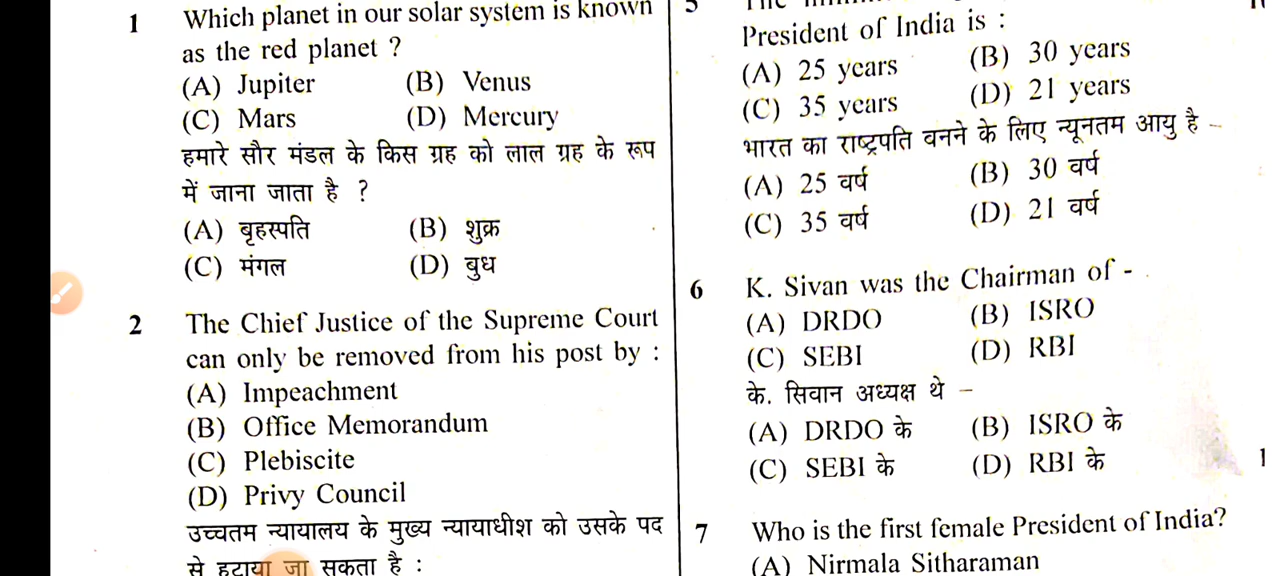 1 Which planet in our solar system is known
as the red planet ?
(A) Jupiter (B) Venus
(C) Mars (D) Mercury
हमारे सौर मंडल के किस ग्रह को लाल ग्रह के रूप
में जाना जाता है ?
(A) बृहस्पति (B) शुक्र
(C) मंगल (D) बुध
2 The Chief Justice of the Supreme Court
can only be removed from his post by :
(A) Impeachment
(B) Office Memorandum
(C) Plebiscite
(D) Privy Council
उच्चतम न्यायालय के मुख्य न्यायाधीश को उसके पद
से हटाया जा सकता है :
5
President of India is :
(A) 25 years (B) 30 years
(C) 35 years (D) 21 years
भारत का राष्ट्रपति बनने के लिए न्यूनतम आयु है –
(A) 25 वर्ष (B) 30 वर्ष
(C) 35 वर्ष (D) 21 वर्ष
6 K. Sivan was the Chairman of -
(A) DRDO (B) ISRO
(C) SEBI (D) RBI
के. सिवान अध्यक्ष थे –
(A) DRDO के (B) ISRO के
(C) SEBI के (D) RBI के
7 Who is the first female President of India?
(A) Nirmala Sitharaman